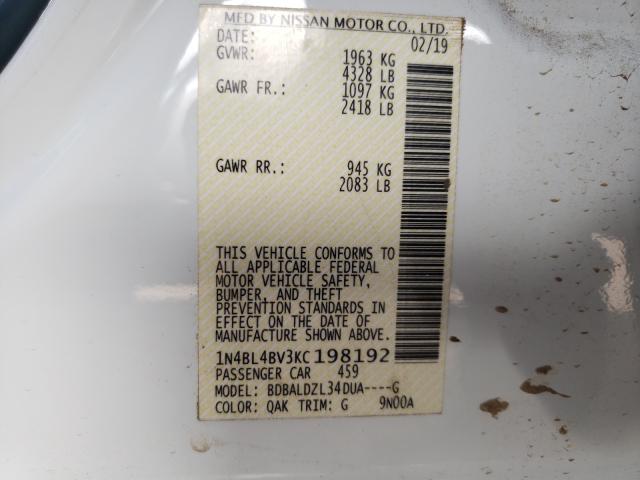 MFD BY NISSAN MOTOR CO., LTD.
DATE: 02/19
GVWR: 1963 KG
4328 LB
GAWR FR.: 1097 KG
2418 LB
GAWR RR.: 945 KG
2083 LB
THIS VEHICLE CONFORMS TO
ALL APPLICABLE FEDERAL
MOTOR VEHICLE SAFETY,
BUMPER, AND THEFT
PREVENTION STANDARDS IN
EFFECT ON THE DATE OF
MANUFACTURE SHOWN ABOVE.
1N4BL4BV3KC198192
PASSENGER CAR 459
MODEL: BDBALDZL34DUA----G
COLOR: QAK TRIM: G 9N00A